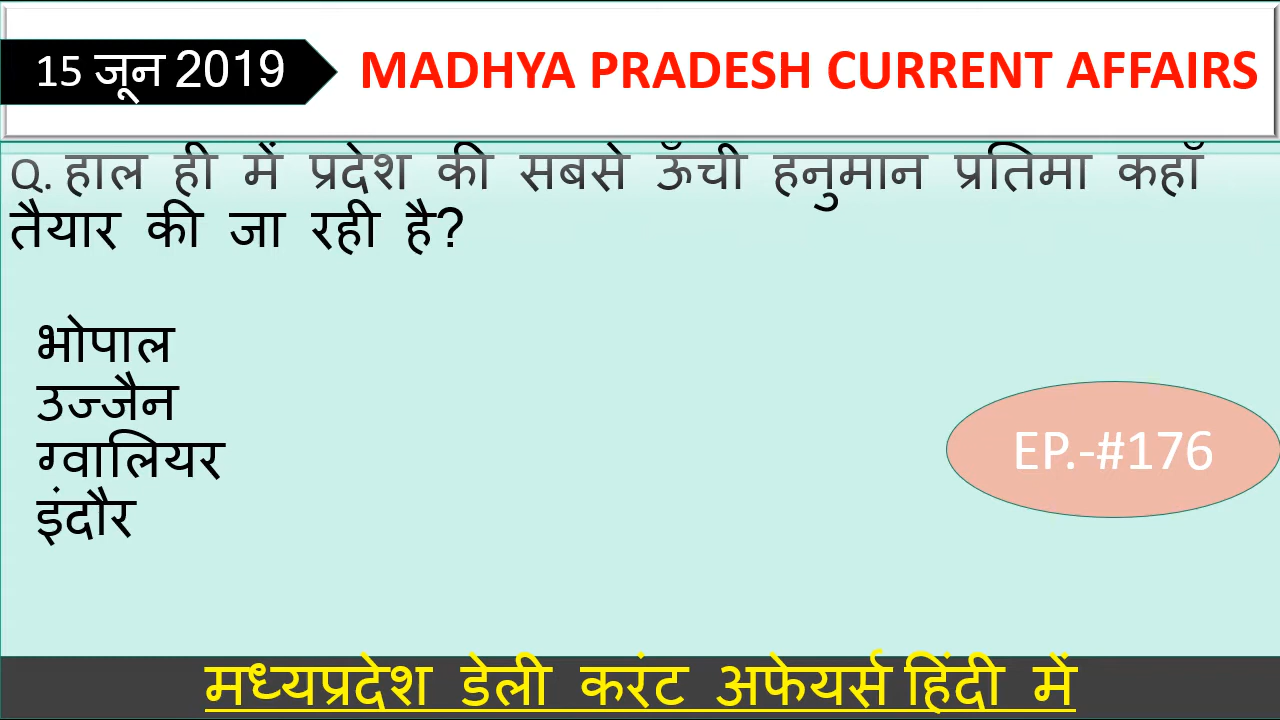 15 जून 2019
MADHYA PRADESH CURRENT AFFAIRS
Q. हाल ही में प्रदेश की सबसे ऊॅची हनुमान प्रतिमा कहाॅ
तैयार की जा रही है?
भोपाल
उज्जैन
ग्वालियर
इंदौर
EP.-#176
मध्यप्रदेश डेली करंट अफेयर्स हिंदी में